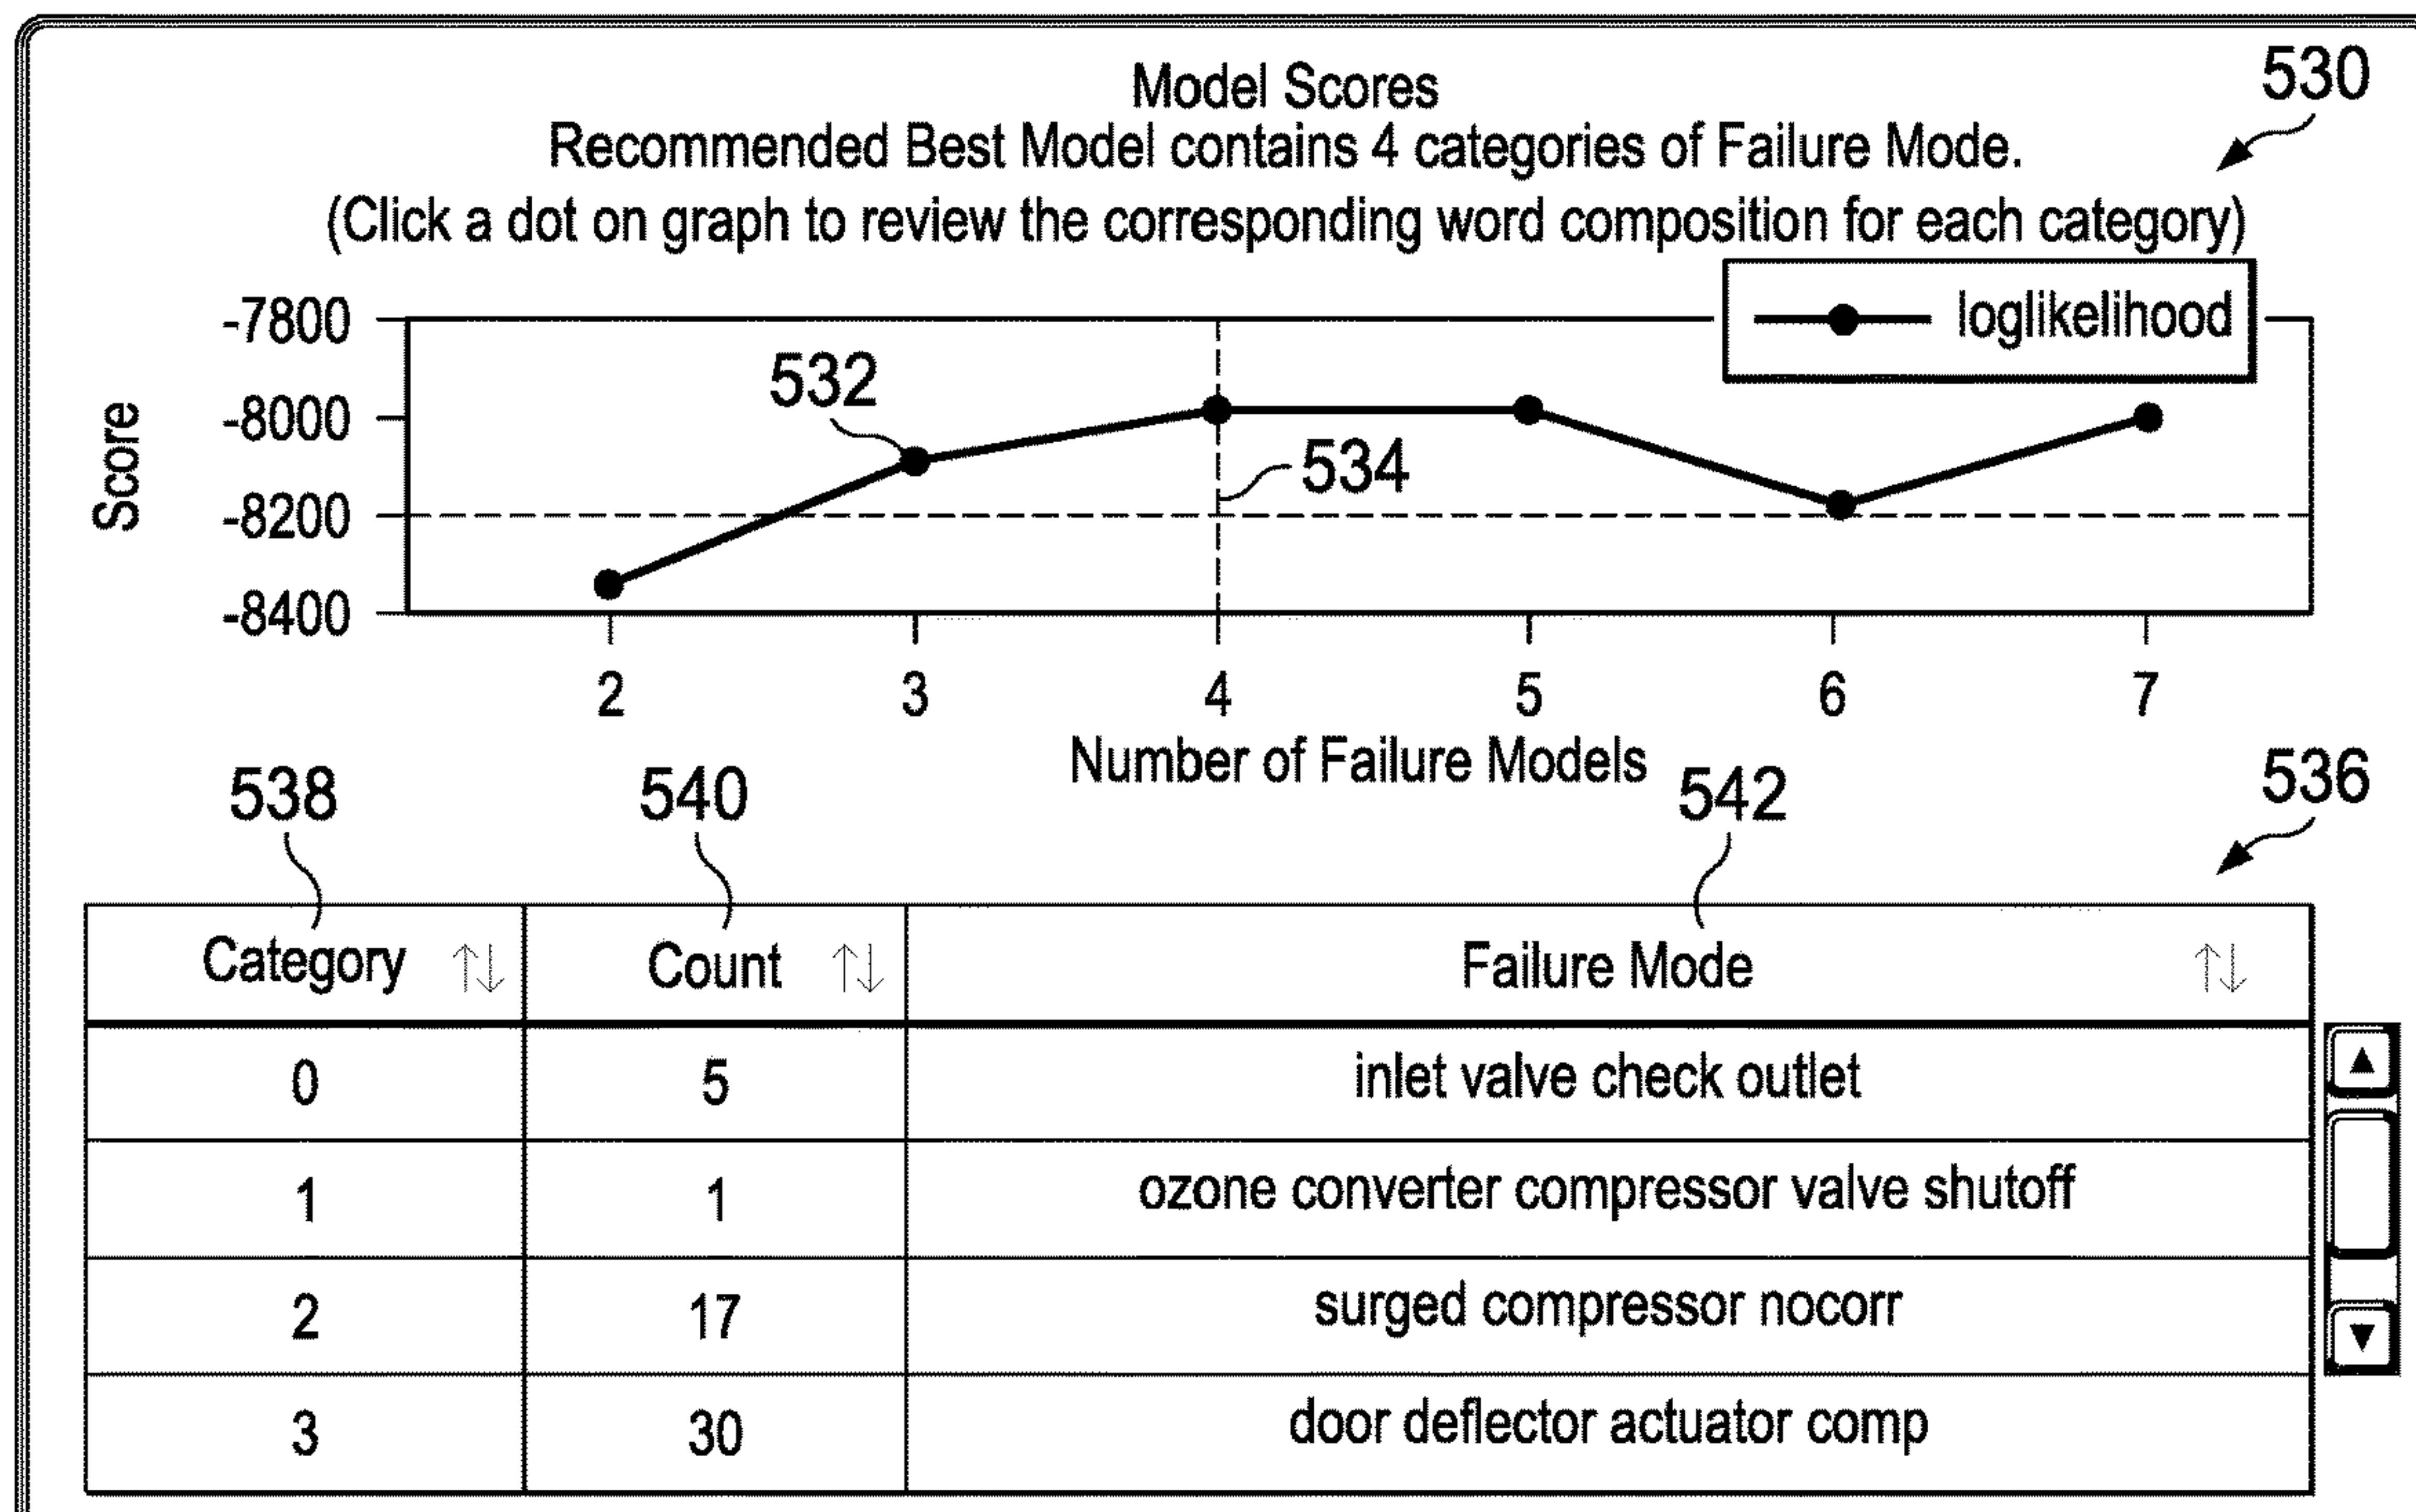 Model Scores
530
Recommended Best Model contains 4 categories of Failure Mode.
(Click a dot on graph to review the corresponding word composition for each category)
-7800
loglikelihood
532
-8000
Score
534
-8200
-8400
2 3 4 5 6 7
Number of Failure Models
538 540 542 536
Category ↑↓ Count ↑↓ Failure Mode ↑↓
0 5 inlet valve check outlet
1 1 ozone converter compressor valve shutoff
2 17 surged compressor nocorr
3 30 door deflector actuator comp